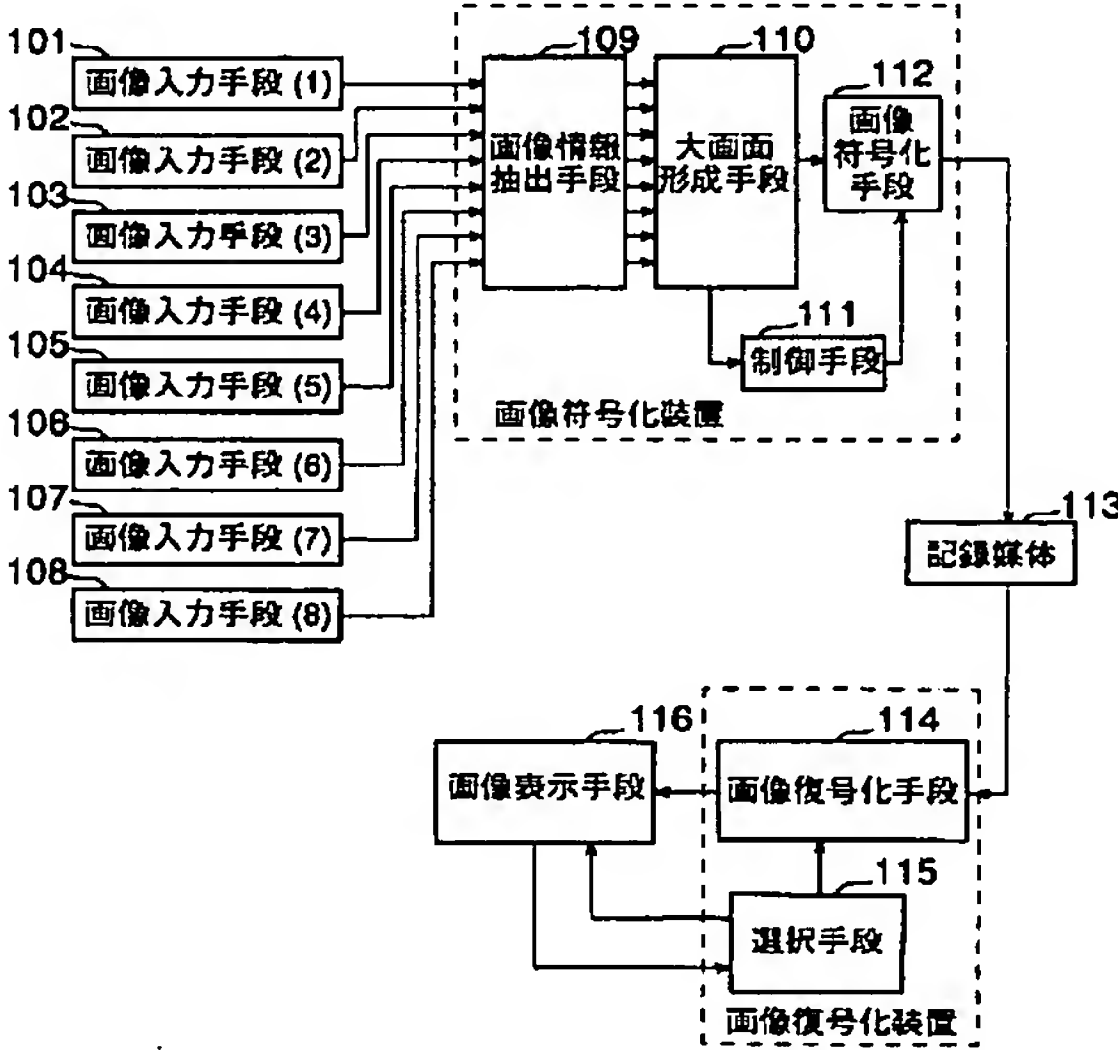 101
画像入力手段 (1)
102
画像入力手段 (2)
103
画像入力手段 (3)
104
画像入力手段 (4)
105
画像入力手段 (5)
106
画像入力手段 (6)
107
画像入力手段 (7)
108
画像入力手段 (8)
109
画像情報
抽出手段
110
大画面
形成手段
112
画像
符号化
手段
111
制御手段
画像符号化装置
113
記録媒体
116
画像表示手段
114
画像復号化手段
115
選択手段
画像復号化装置